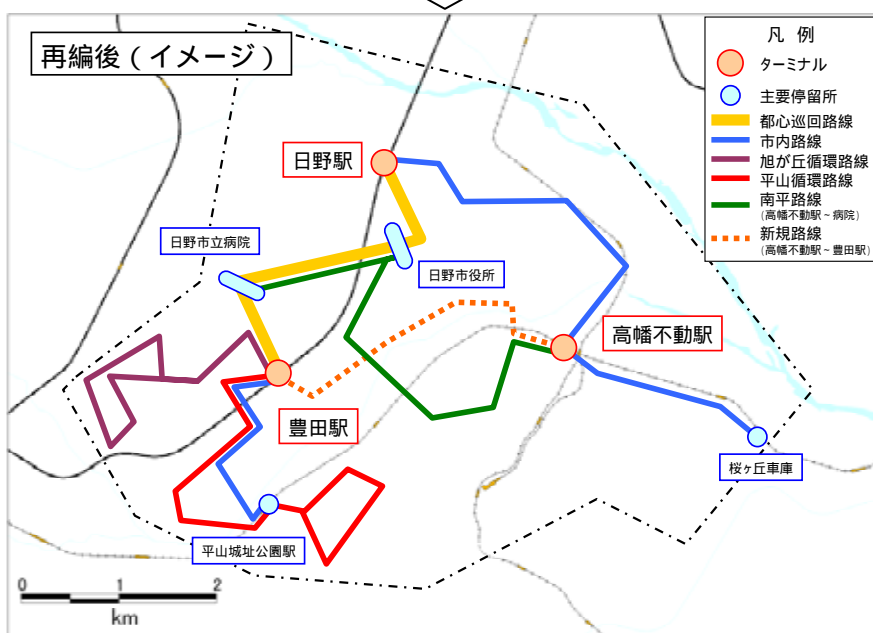 再編後（イメージ）
凡 例
ターミナル
主要停留所
都心巡回路線
市内路線
旭が丘循環路線
平山循環路線
南平路線
(高幡不動駅～病院)
新規路線
(高幡不動駅～豊田駅)
日野駅
日野市立病院
日野市役所
高幡不動駅
豊田駅
桜ヶ丘車庫
平山城址公園駅
0 1 2
km